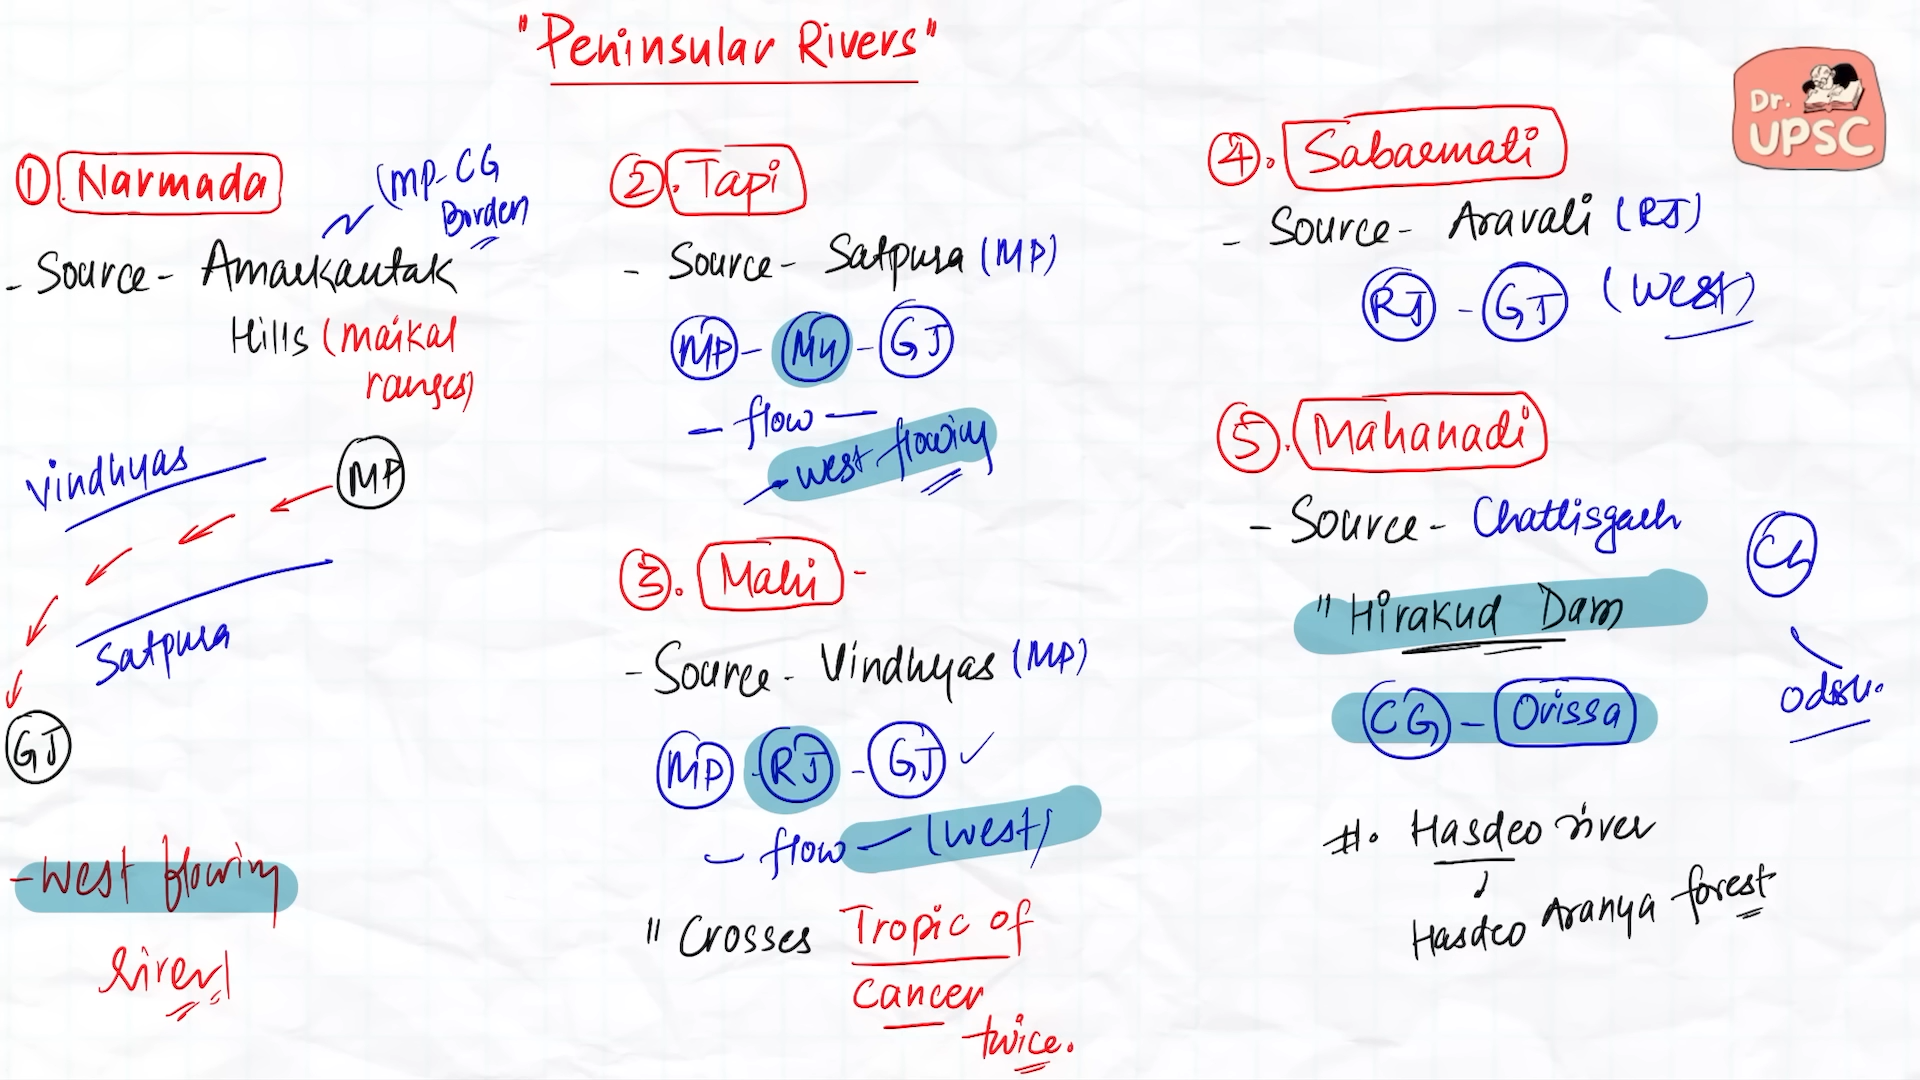 "Peninsular Rivers"
Dr.
UPSC
① Narmada
(MP-CG
Border
- Source - Amarkantak
Hills (maikal
ranges)
Vindhyas
MP
Satpura
GJ
- West flowing
river
②. Tapi
- Source - Satpura (MP)
MP - MH - GJ
- flow -
west flowing
③. Mahi -
- Source - Vindhyas (MP)
MP - RJ - GJ ✓
- flow - (west)
" Crosses Tropic of
Cancer
twice.
④. Sabarmati
- Source - Aravali (RJ)
RJ - GJ (west)
⑤. Mahanadi
- Source - Chattisgarh
Ch
" Hirakud Dam
CG - Orissa
#. Hasdeo river
Hasdeo Aranya forest